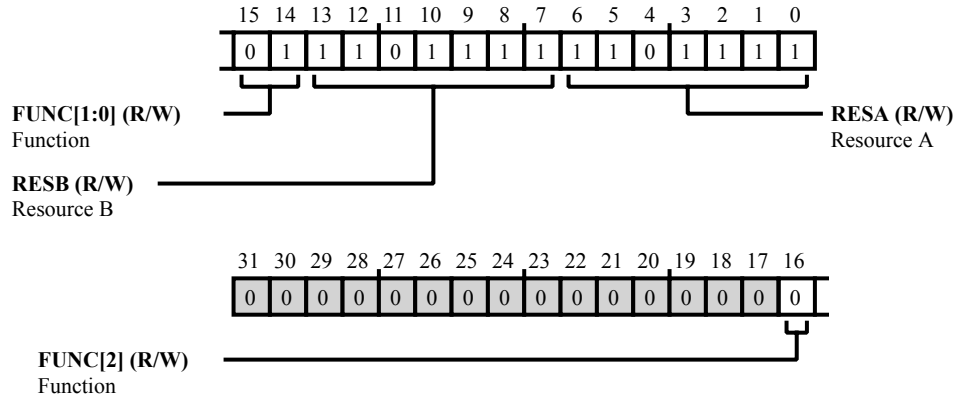 15 14 13 12 11 10 9 8 7 6 5 4 3 2 1 0
0 1 1 1 0 1 1 1 1 1 1 0 1 1 1 1
FUNC[1:0] (R/W)
Function
RESA (R/W)
Resource A
RESB (R/W)
Resource B
31 30 29 28 27 26 25 24 23 22 21 20 19 18 17 16
0 0 0 0 0 0 0 0 0 0 0 0 0 0 0 0
FUNC[2] (R/W)
Function